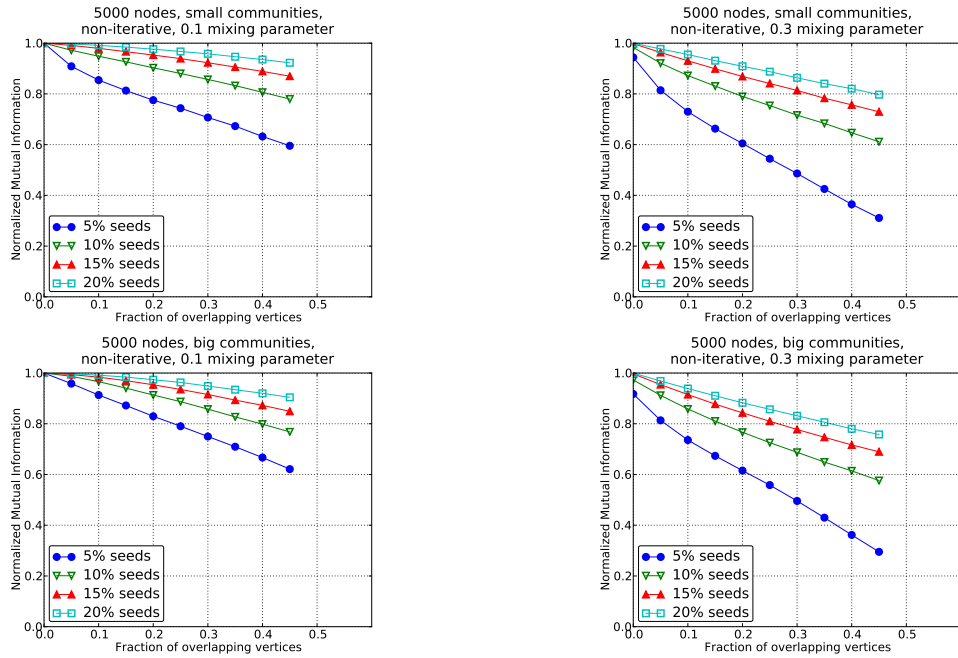 5000 nodes, small communities,
non-iterative, 0.1 mixing parameter
Normalized Mutual Information
1.0
0.8
0.6
0.4
0.2
0.0
5% seeds
10% seeds
15% seeds
20% seeds
0.0 0.1 0.2 0.3 0.4 0.5
Fraction of overlapping vertices
5000 nodes, small communities,
non-iterative, 0.3 mixing parameter
Normalized Mutual Information
1.0
0.8
0.6
0.4
0.2
0.0
5% seeds
10% seeds
15% seeds
20% seeds
0.0 0.1 0.2 0.3 0.4 0.5
Fraction of overlapping vertices
5000 nodes, big communities,
non-iterative, 0.1 mixing parameter
Normalized Mutual Information
1.0
0.8
0.6
0.4
0.2
0.0
5% seeds
10% seeds
15% seeds
20% seeds
0.0 0.1 0.2 0.3 0.4 0.5
Fraction of overlapping vertices
5000 nodes, big communities,
non-iterative, 0.3 mixing parameter
Normalized Mutual Information
1.0
0.8
0.6
0.4
0.2
0.0
5% seeds
10% seeds
15% seeds
20% seeds
0.0 0.1 0.2 0.3 0.4 0.5
Fraction of overlapping vertices